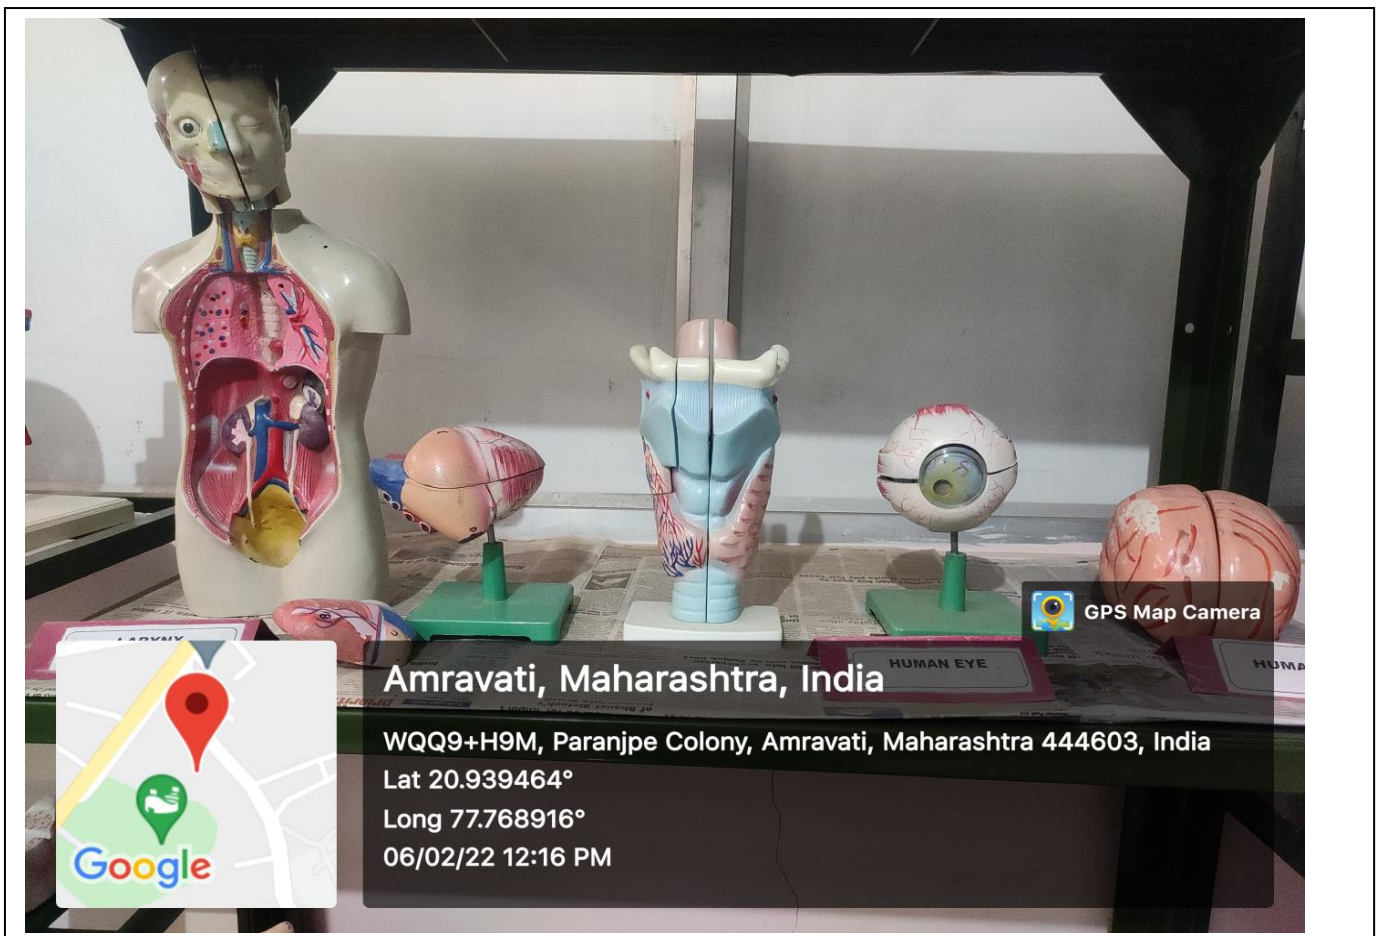 GPS Map Camera
HUMAN EYE
Amravati, Maharashtra, India
WQQ9+H9M, Paranjpe Colony, Amravati, Maharashtra 444603, India
Lat 20.939464°
Long 77.768916°
06/02/22 12:16 PM
Google